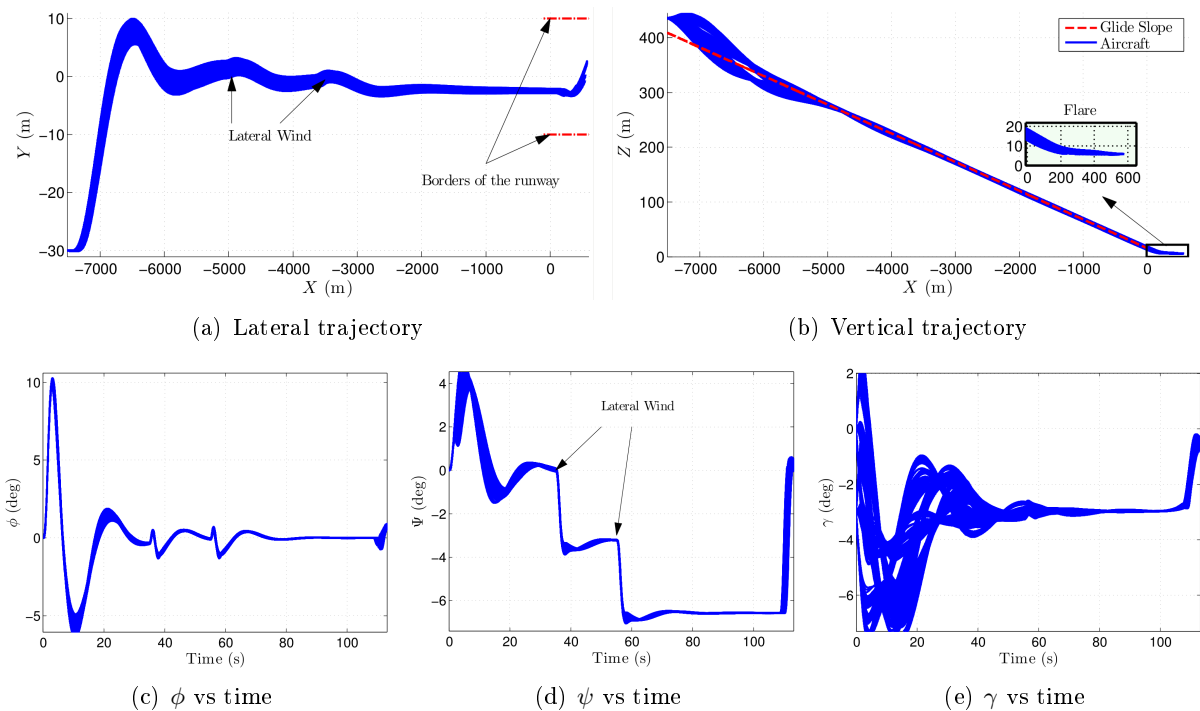 10
0
−10
−20
−30
Y (m)
−7000 −6000 −5000 −4000 −3000 −2000 −1000 0
X (m)
Lateral Wind
Borders of the runway
(a) Lateral trajectory
400
300
200
100
0
Z (m)
−7000 −6000 −5000 −4000 −3000 −2000 −1000 0
X (m)
Glide Slope
Aircraft
Flare
20
10
0
0 200 400 600
(b) Vertical trajectory
10
5
0
−5
ϕ (deg)
0 20 40 60 80 100
Time (s)
(c) ϕ vs time
4
2
0
−2
−4
−6
Ψ (deg)
0 20 40 60 80 100
Time (s)
Lateral Wind
(d) ψ vs time
2
0
−2
−4
−6
γ (deg)
0 20 40 60 80 100
Time (s)
(e) γ vs time